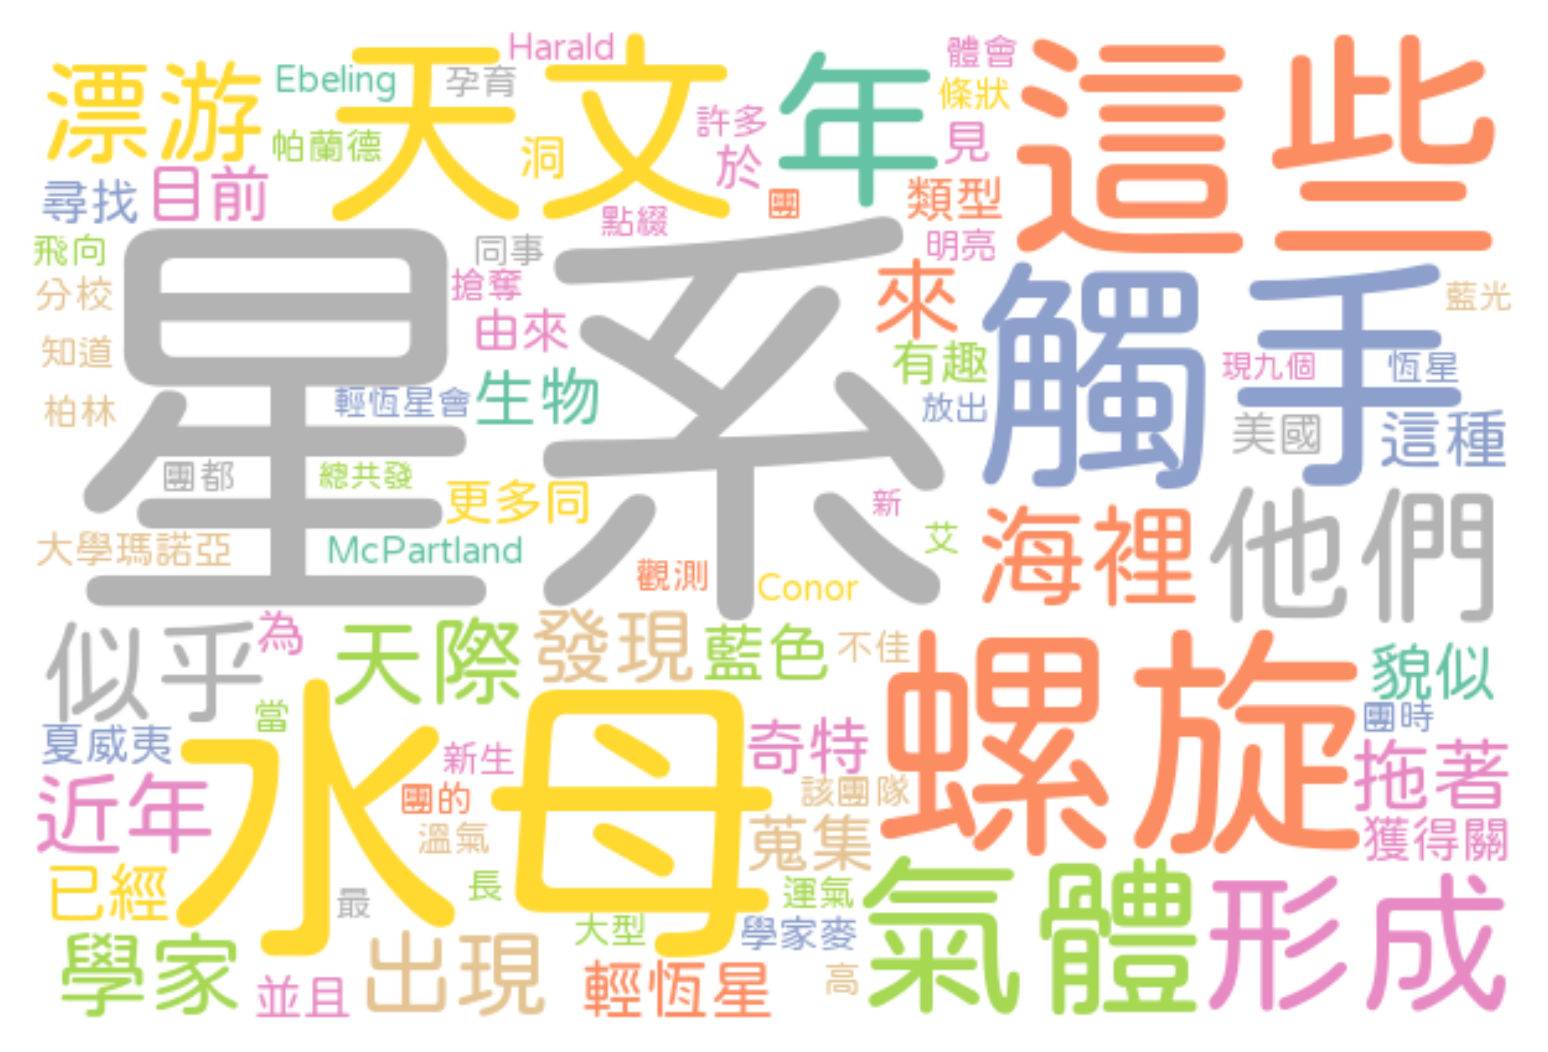 Harald
體會
漂游
Ebeling
孕育
天文
年
這些
條狀
許多
帕蘭德
洞
見
於
尋找
目前
團
類型
點綴
飛向
同事
明亮
星系
搶奪
來
觸手
分校
藍光
由來
知道
有趣
現九個
恆星
輕恆星會
生物
放出
柏林
美國
這種
團都
總共發
更多同
新
海裡
他們
大學瑪諾亞
McPartland
艾
觀測
Conor
似乎
為
天際
發現
藍色
不佳
螺旋
貌似
當
團時
夏威夷
水母
新生
奇特
拖著
近年
團的
該團隊
溫氣
蒐集
獲得關
已經
最
長
運氣
氣體
形成
學家
出現
大型
學家麥
並且
輕恆星
高